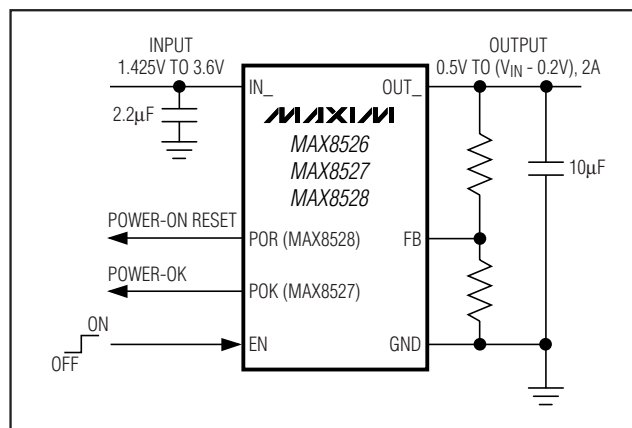 INPUT
1.425V TO 3.6V
OUTPUT
0.5V TO (VIN - 0.2V), 2A
IN_
OUT_
2.2µF
MAXIM
MAX8526
MAX8527
MAX8528
10µF
POWER-ON RESET
POR (MAX8528)
FB
POWER-OK
POK (MAX8527)
ON
OFF
EN
GND